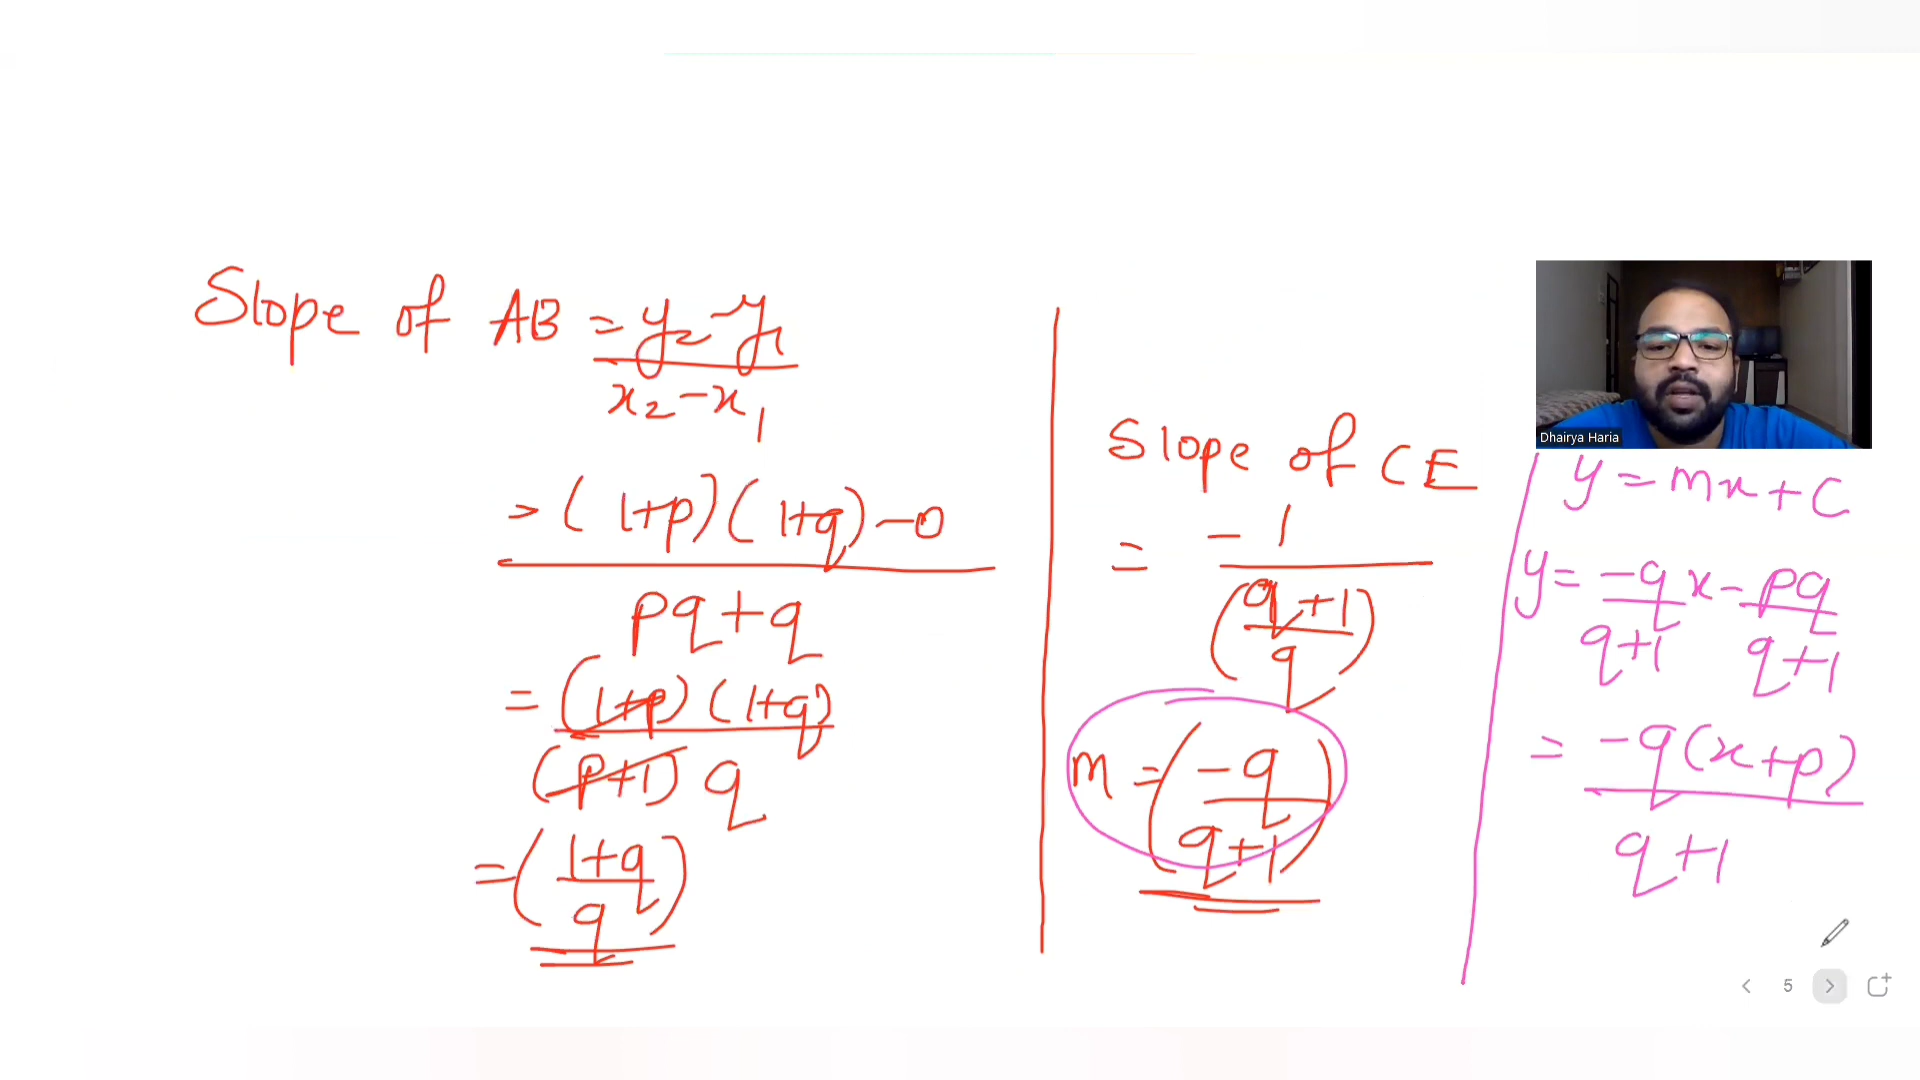 Slope of AB = y₂-y₁
x₂-x₁
= (1+p)(1+q)-0
pq+q
= (1+p)(1+q)
(p+1)q
= (1+q)
q
Slope of CE
= -1
(q+1)
q
m = (-q)
q+1
Dhairya Haria
y=mx+c
y= -q x - pq
q+1 q+1
= -q(x+p)
q+1
5